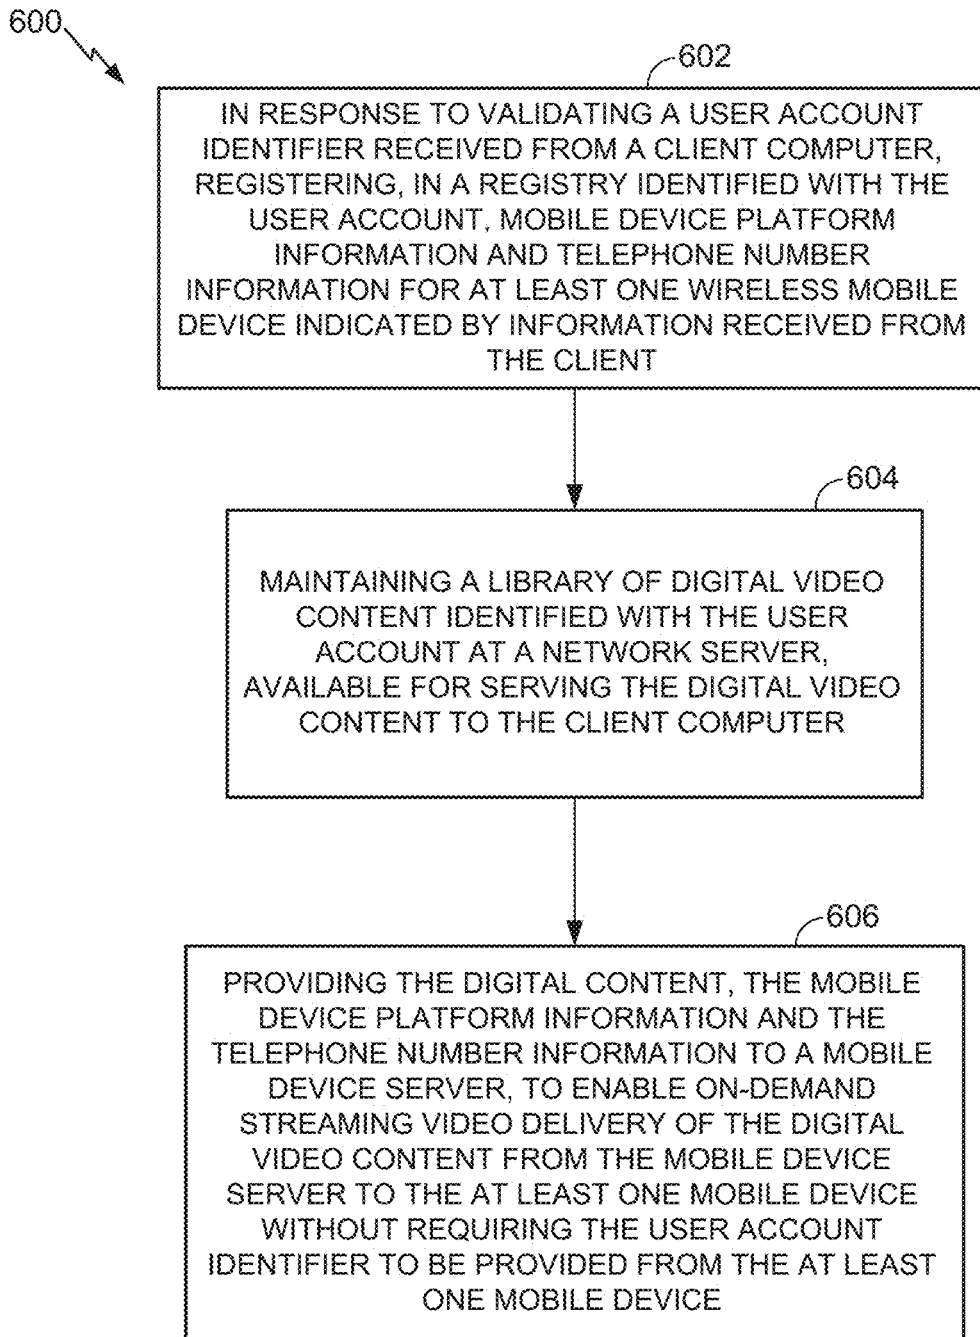 600
602
IN RESPONSE TO VALIDATING A USER ACCOUNT
IDENTIFIER RECEIVED FROM A CLIENT COMPUTER,
REGISTERING, IN A REGISTRY IDENTIFIED WITH THE
USER ACCOUNT, MOBILE DEVICE PLATFORM
INFORMATION AND TELEPHONE NUMBER
INFORMATION FOR AT LEAST ONE WIRELESS MOBILE
DEVICE INDICATED BY INFORMATION RECEIVED FROM
THE CLIENT
604
MAINTAINING A LIBRARY OF DIGITAL VIDEO
CONTENT IDENTIFIED WITH THE USER
ACCOUNT AT A NETWORK SERVER,
AVAILABLE FOR SERVING THE DIGITAL VIDEO
CONTENT TO THE CLIENT COMPUTER
606
PROVIDING THE DIGITAL CONTENT, THE MOBILE
DEVICE PLATFORM INFORMATION AND THE
TELEPHONE NUMBER INFORMATION TO A MOBILE
DEVICE SERVER, TO ENABLE ON-DEMAND
STREAMING VIDEO DELIVERY OF THE DIGITAL
VIDEO CONTENT FROM THE MOBILE DEVICE
SERVER TO THE AT LEAST ONE MOBILE DEVICE
WITHOUT REQUIRING THE USER ACCOUNT
IDENTIFIER TO BE PROVIDED FROM THE AT LEAST
ONE MOBILE DEVICE